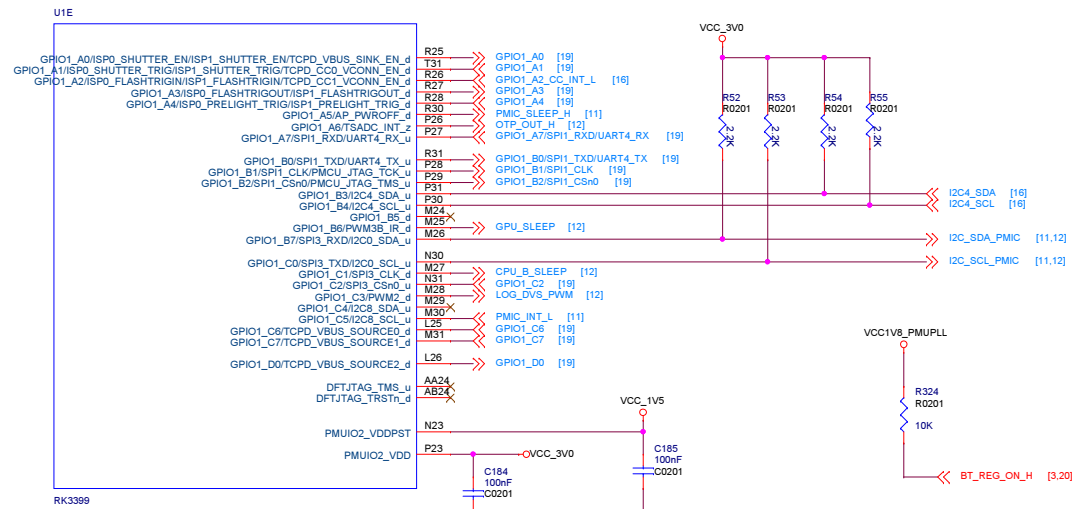 U1E
VCC_3V0
GPIO1_A0/ISP0_SHUTTER_EN/ISP1_SHUTTER_EN/TCPD_VBUS_SINK_EN_d R25 GPIO1_A0 [19]
GPIO1_A1/ISP0_SHUTTER_TRIG/ISP1_SHUTTER_TRIG/TCPD_CC0_VCONN_EN_d T31 GPIO1_A1 [19]
GPIO1_A2/ISP0_FLASHTRIGIN/ISP1_FLASHTRIGIN/TCPD_CC1_VCONN_EN_d R26 GPIO1_A2_CC_INT_L [16]
GPIO1_A3/ISP0_FLASHTRIGOUT/ISP1_FLASHTRIGOUT_d R27 GPIO1_A3 [19]
GPIO1_A4/ISP0_PRELIGHT_TRIG/ISP1_PRELIGHT_TRIG_d R28 GPIO1_A4 [19]
GPIO1_A5/AP_PWROFF_d R30 PMIC_SLEEP_H [11]
GPIO1_A6/TSADC_INT_z P26 OTP_OUT_H [12]
GPIO1_A7/SPI1_RXD/UART4_RX_u P27 GPIO1_A7/SPI1_RXD/UART4_RX [19]
R52 R53 R54 R55
R0201 R0201 R0201 R0201
2.2K 2.2K 2.2K 2.2K
GPIO1_B0/SPI1_TXD/UART4_TX_u R31 GPIO1_B0/SPI1_TXD/UART4_TX [19]
GPIO1_B1/SPI1_CLK/PMCU_JTAG_TCK_u P28 GPIO1_B1/SPI1_CLK [19]
GPIO1_B2/SPI1_CSn0/PMCU_JTAG_TMS_u P29 GPIO1_B2/SPI1_CSn0 [19]
GPIO1_B3/I2C4_SDA_u P31 I2C4_SDA [16]
GPIO1_B4/I2C4_SCL_u P30 I2C4_SCL [16]
GPIO1_B5_d M24
GPIO1_B6/PWM3B_IR_d M25 GPU_SLEEP [12]
GPIO1_B7/SPI3_RXD/I2C0_SDA_u M26 I2C_SDA_PMIC [11,12]
GPIO1_C0/SPI3_TXD/I2C0_SCL_u N30 I2C_SCL_PMIC [11,12]
GPIO1_C1/SPI3_CLK_d M27 CPU_B_SLEEP [12]
GPIO1_C2/SPI3_CSn0_u N31 GPIO1_C2 [19]
GPIO1_C3/PWM2_d M28 LOG_DVS_PWM [12]
GPIO1_C4/I2C8_SDA_u M29
GPIO1_C5/I2C8_SCL_u M30 PMIC_INT_L [11]
GPIO1_C6/TCPD_VBUS_SOURCE0_d L25 GPIO1_C6 [19]
GPIO1_C7/TCPD_VBUS_SOURCE1_d M31 GPIO1_C7 [19]
GPIO1_D0/TCPD_VBUS_SOURCE2_d L26 GPIO1_D0 [19]
DFTJTAG_TMS_u AA24
DFTJTAG_TRSTn_d AB24
PMUIO2_VDDPST N23
PMUIO2_VDD P23 VCC_3V0
VCC_1V5
C184
100nF
C0201
C185
100nF
C0201
VCC1V8_PMUPLL
R324
R0201
10K
BT_REG_ON_H [3,20]
RK3399